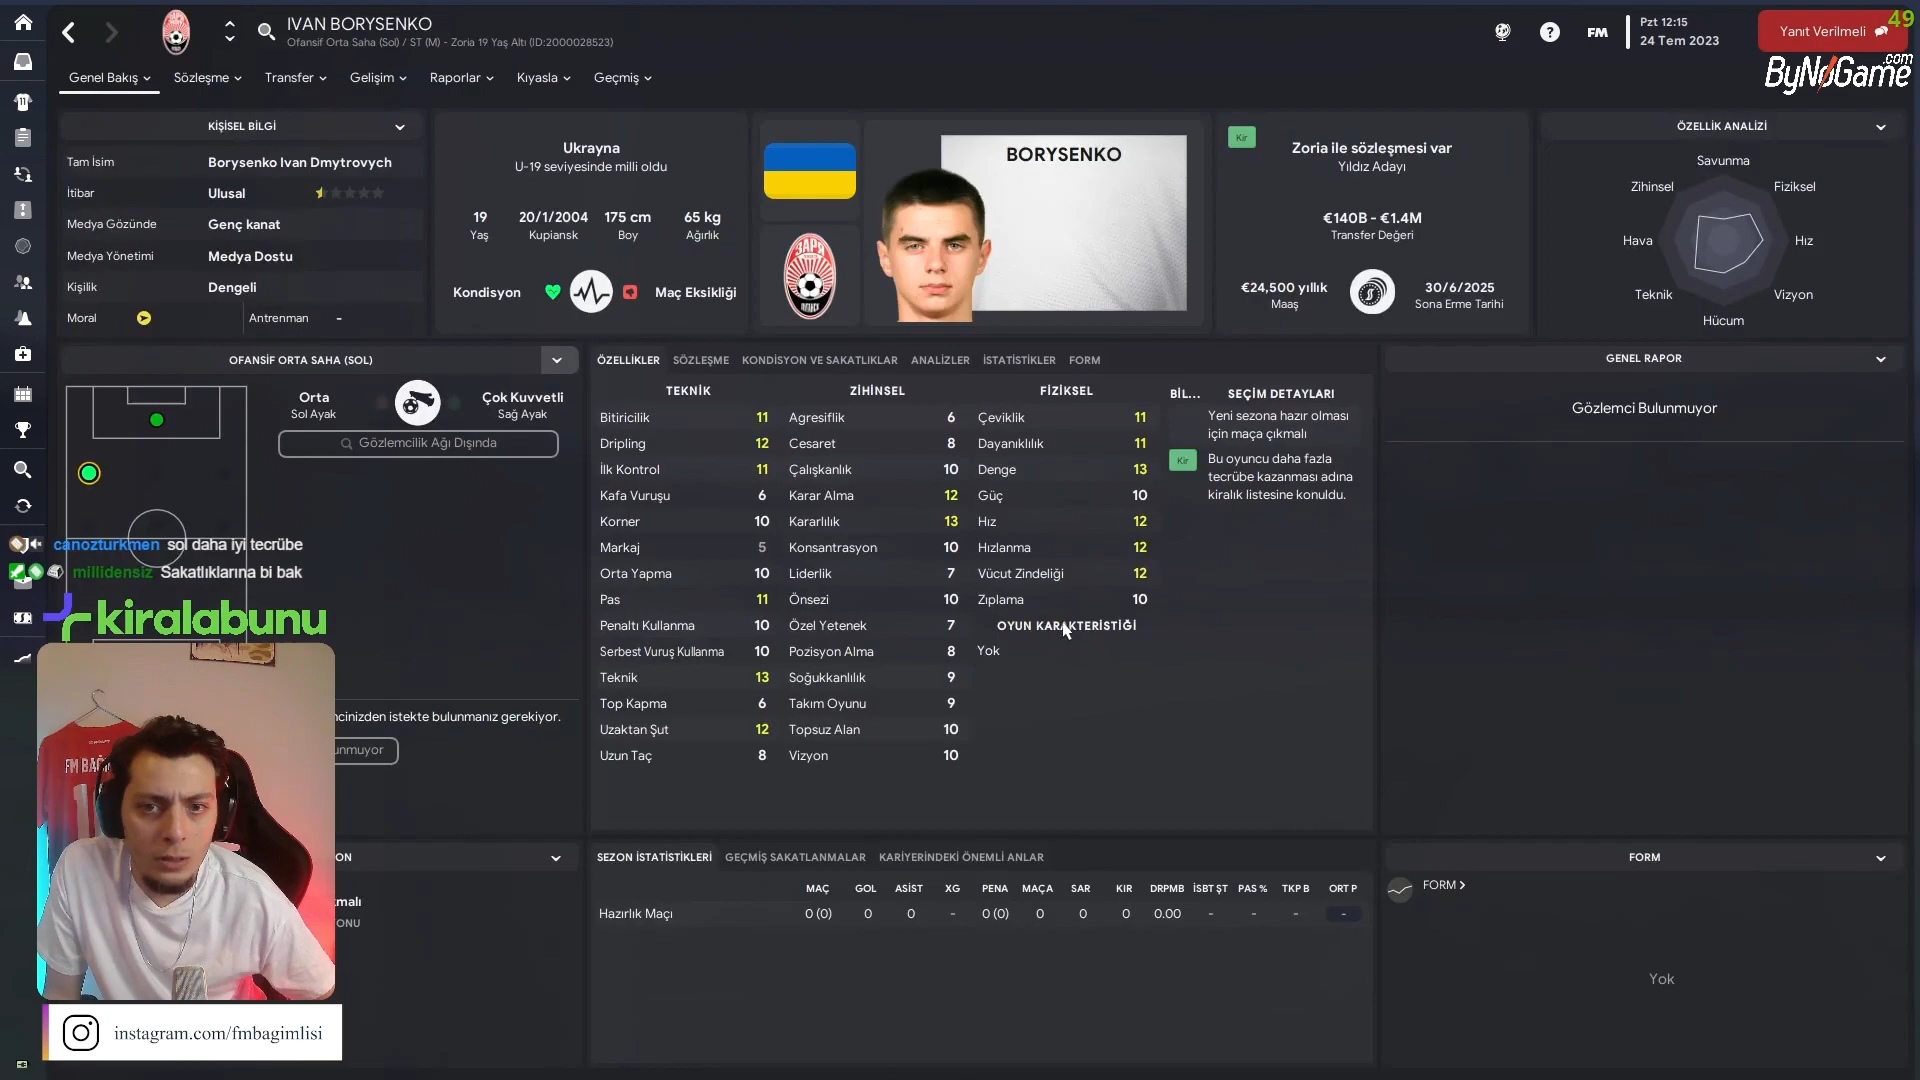 IVAN BORYSENKO
Ofansif Orta Saha (Sol) / ST (M) - Zoria 19 Yaş Altı (ID:2000028523)
FM
Pzt 12:15
24 Tem 2023
Yanıt Verilmeli
49
ByNoGame.com
Genel Bakış
Sözleşme
Transfer
Gelişim
Raporlar
Kıyasla
Geçmiş
KİŞİSEL BİLGİ
Tam İsim Borysenko Ivan Dmytrovych
İtibar Ulusal
Medya Gözünde Genç kanat
Medya Yönetimi Medya Dostu
Kişilik Dengeli
Moral
Antrenman -
Ukrayna
U-19 seviyesinde milli oldu
19 20/1/2004 175 cm 65 kg
Yaş Kupiansk Boy Ağırlık
Kondisyon
Maç Eksikliği
BORYSENKO
ЗАРЯ
Kir
Zoria ile sözleşmesi var
Yıldız Adayı
€140B - €1.4M
Transfer Değeri
€24,500 yıllık
Maaş
30/6/2025
Sona Erme Tarihi
ÖZELLİK ANALİZİ
Savunma
Zihinsel
Fiziksel
Hava
Hız
Teknik
Vizyon
Hücum
OFANSİF ORTA SAHA (SOL)
Orta
Sol Ayak
Çok Kuvvetli
Sağ Ayak
Gözlemcilik Ağı Dışında
canozturkmen sol daha iyi tecrübe
millidensiz Sakatlıklarına bi bak
kiralabunu
ncinizden istekte bulunmanız gerekiyor.
unmuyor
FM BAĞ
ON
kmalı
YONU
instagram.com/fmbagimlisi
ÖZELLİKLER
SÖZLEŞME
KONDİSYON VE SAKATLIKLAR
ANALİZLER
İSTATİSTİKLER
FORM
TEKNİK
Bitiricilik 11
Dripling 12
İlk Kontrol 11
Kafa Vuruşu 6
Korner 10
Markaj 5
Orta Yapma 10
Pas 11
Penaltı Kullanma 10
Serbest Vuruş Kullanma 10
Teknik 13
Top Kapma 6
Uzaktan Şut 12
Uzun Taç 8
ZİHİNSEL
Agresiflik 6
Cesaret 8
Çalışkanlık 10
Karar Alma 12
Kararlılık 13
Konsantrasyon 10
Liderlik 7
Önsezi 10
Özel Yetenek 7
Pozisyon Alma 8
Soğukkanlılık 9
Takım Oyunu 9
Topsuz Alan 10
Vizyon 10
FİZİKSEL
Çeviklik 11
Dayanıklılık 11
Denge 13
Güç 10
Hız 12
Hızlanma 12
Vücut Zindeliği 12
Zıplama 10
OYUN KARAKTERİSTİĞİ
Yok
BİL...
SEÇİM DETAYLARI
Yeni sezona hazır olması
için maça çıkmalı
Kir
Bu oyuncu daha fazla
tecrübe kazanması adına
kiralık listesine konuldu.
GENEL RAPOR
Gözlemci Bulunmuyor
SEZON İSTATİSTİKLERİ
GEÇMİŞ SAKATLANMALAR
KARİYERİNDEKİ ÖNEMLİ ANLAR
MAÇ GOL ASİST XG PENA MAÇA SAR KIR DRPMB İSBT ŞT PAS % TKP B ORT P
Hazırlık Maçı 0 (0) 0 0 - 0 (0) 0 0 0 0.00 - - - -
FORM
FORM
Yok